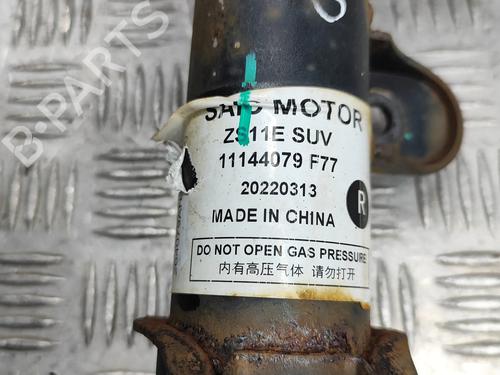 SAIC MOTOR
ZS11E SUV
11144079 F77
20220313
MADE IN CHINA
R
DO NOT OPEN GAS PRESSURE
内有高压气体 请勿打开
B-PARTS